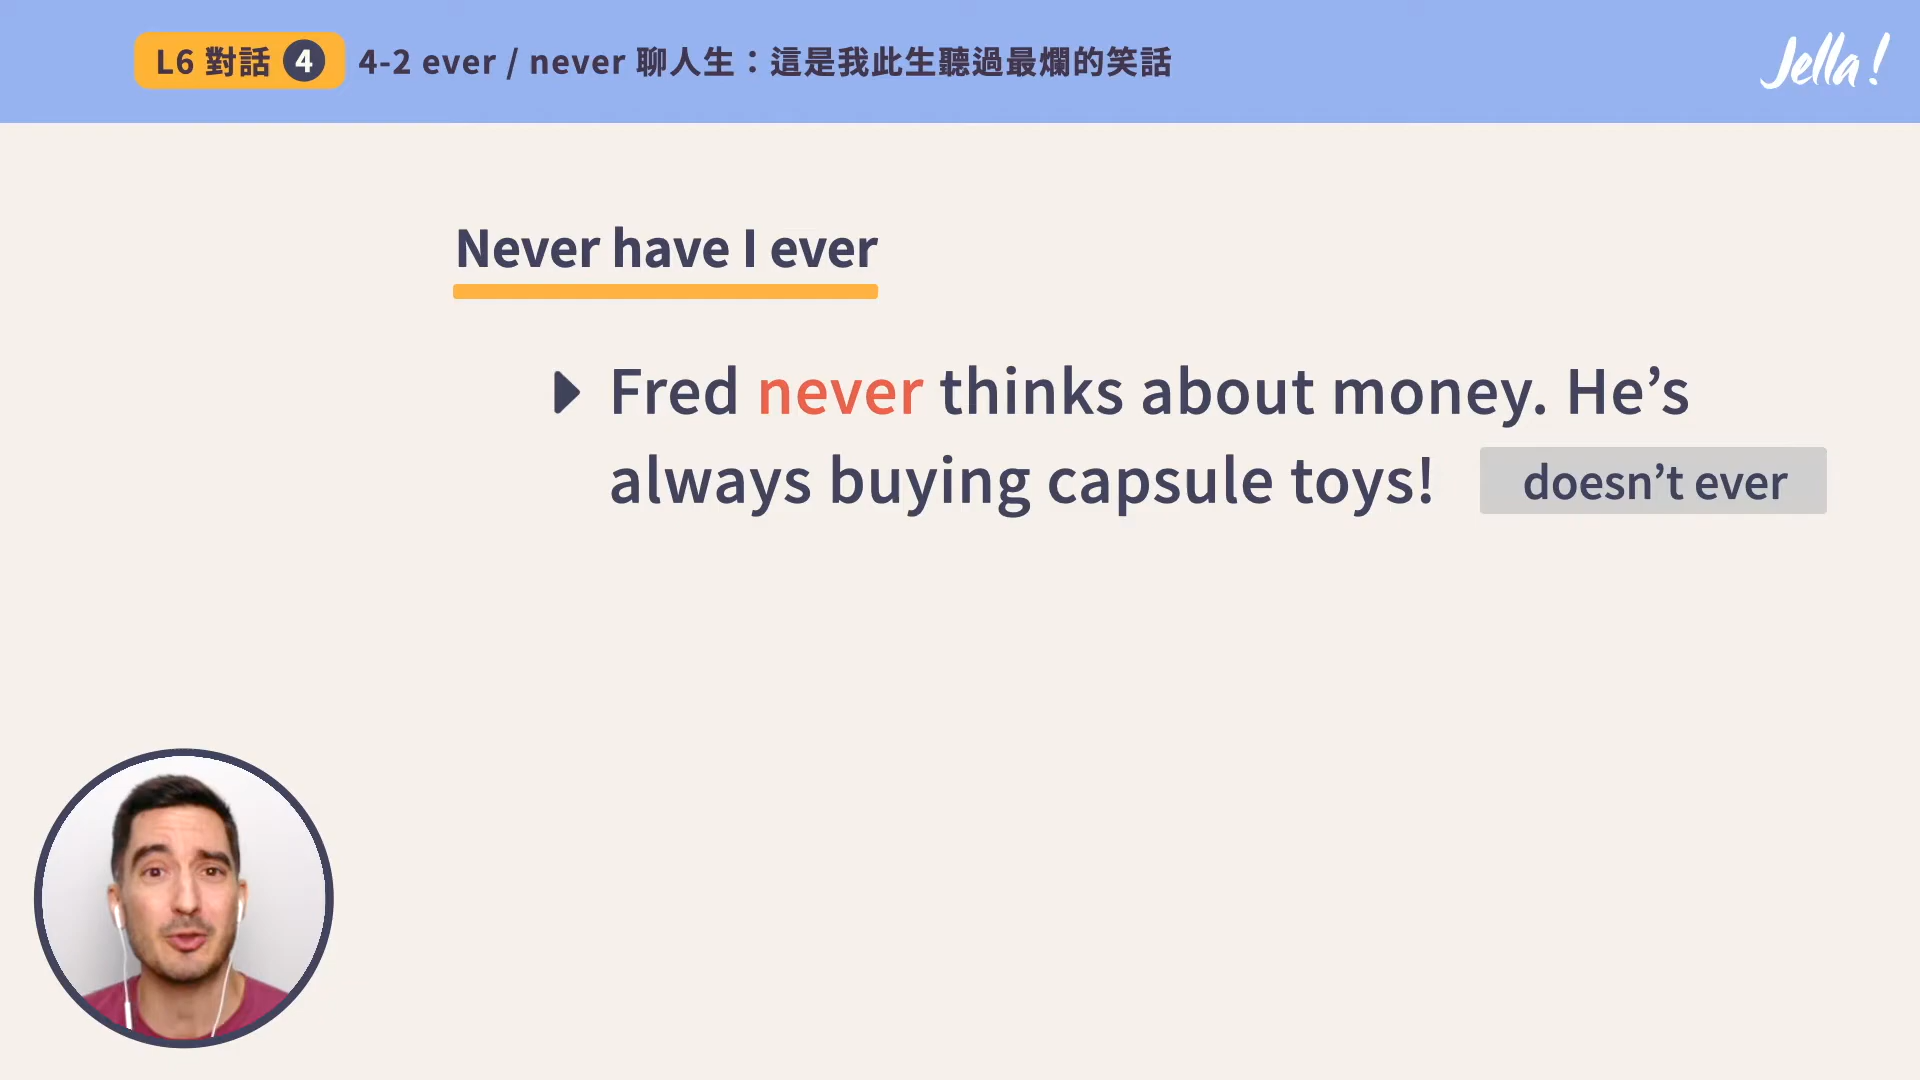 L6 對話 4 4-2 ever / never 聊人生：這是我此生聽過最爛的笑話
Jella!
Never have I ever
Fred never thinks about money. He’s
always buying capsule toys!
doesn’t ever